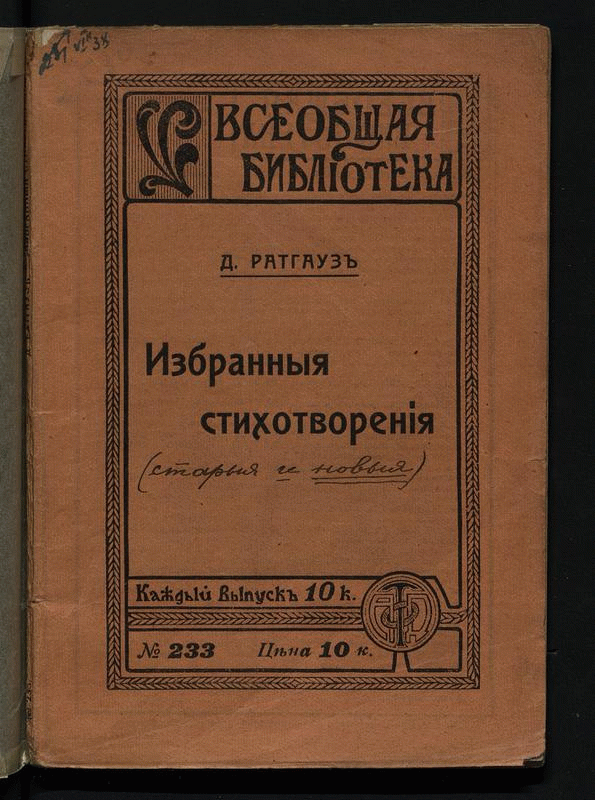 ВСЕОБЩАЯ
БИБЛІОТЕКА
Д. РАТГАУЗЪ
Избранныя
стихотворенія
(старыя и новыя)
Каждый выпускъ 10 к.
№ 233 Цѣна 10 к.